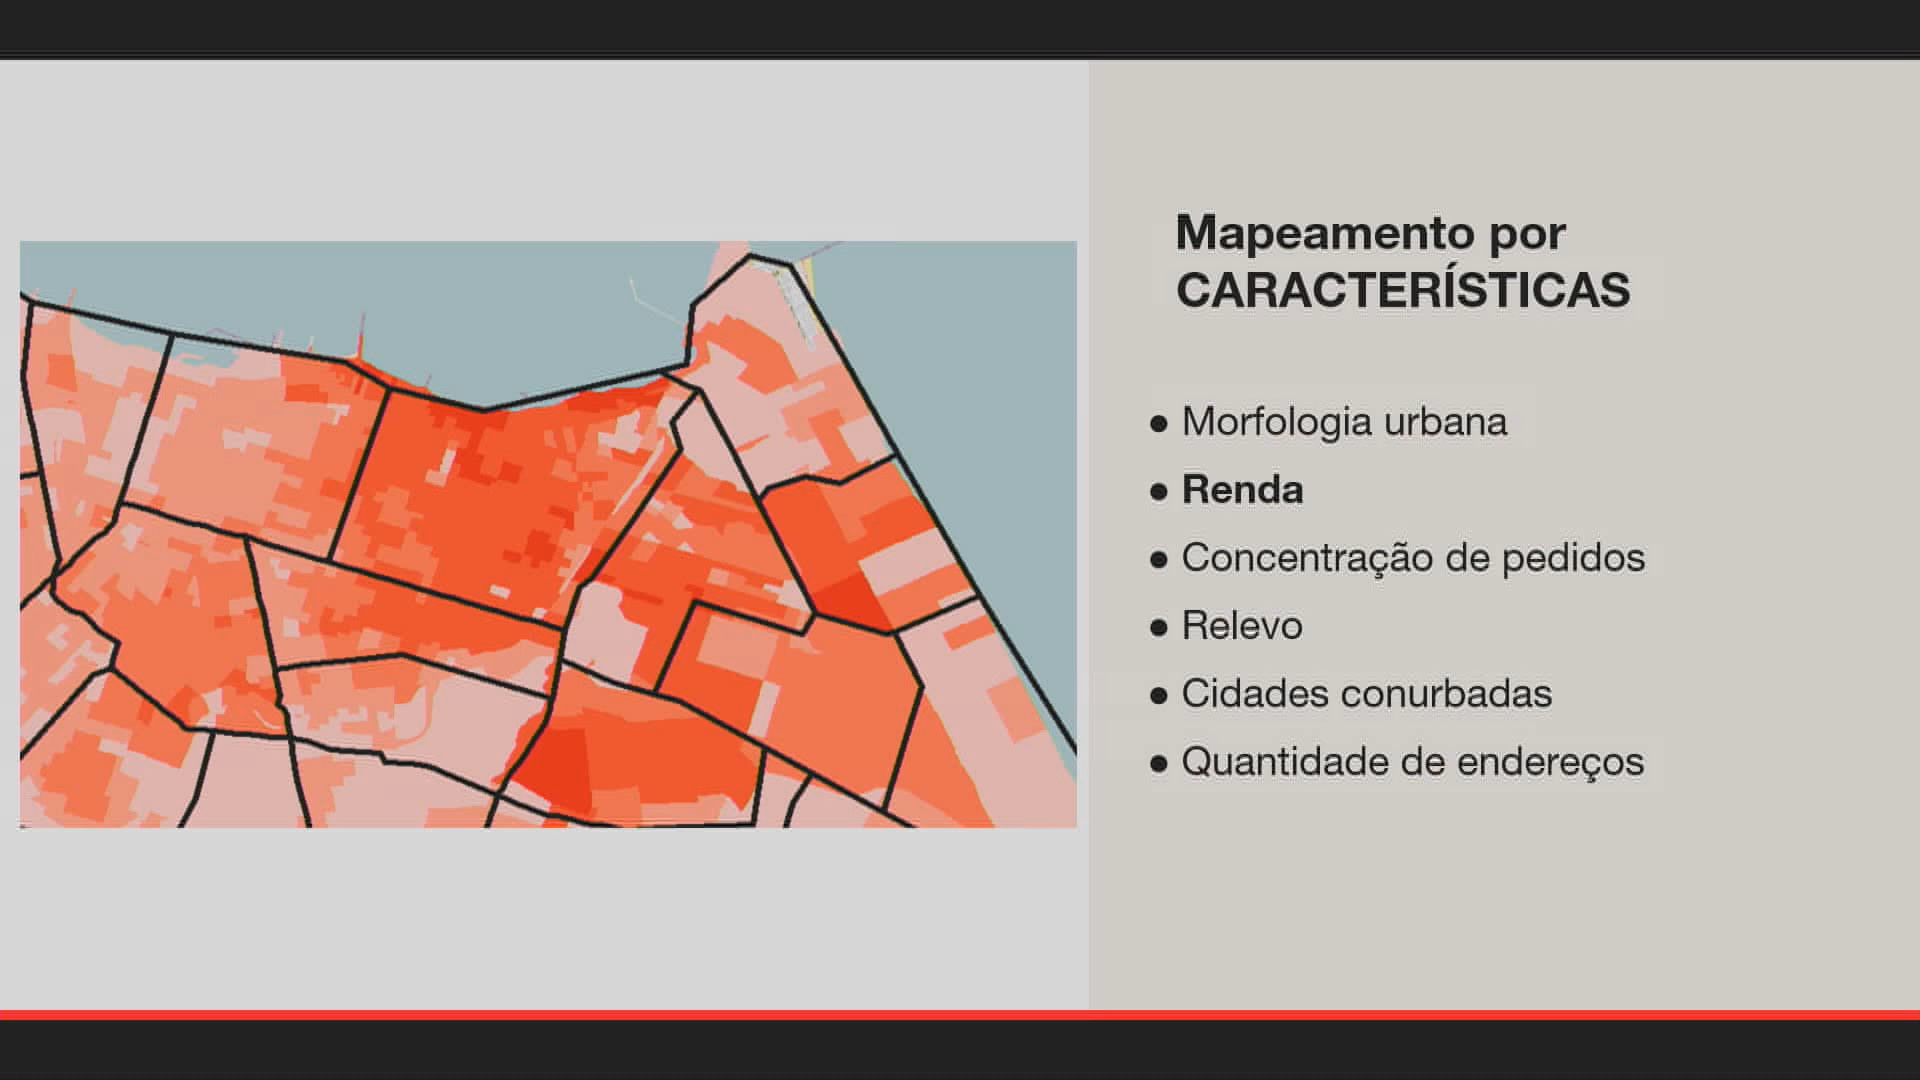 Mapeamento por
CARACTERÍSTICAS
• Morfologia urbana
• Renda
• Concentração de pedidos
• Relevo
• Cidades conurbadas
• Quantidade de endereços